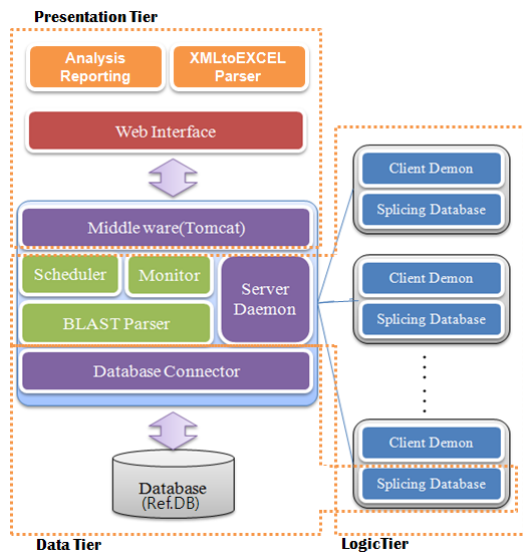 Presentation Tier
Analysis
Reporting
XMLtoEXCEL
Parser
Web Interface
Middle ware(Tomcat)
Scheduler
Monitor
Server
Daemon
BLAST Parser
Database Connector
Database
(Ref.DB)
Data Tier
Client Demon
Splicing Database
Client Demon
Splicing Database
Client Demon
Splicing Database
LogicTier